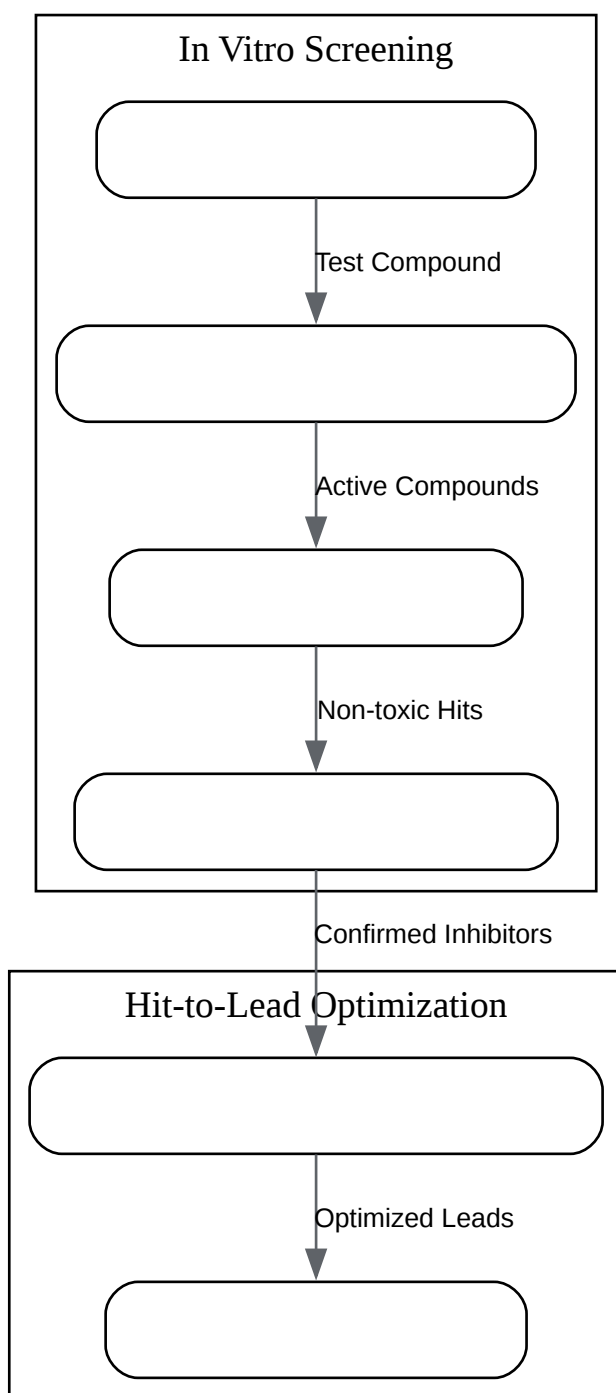 In Vitro Screening
Test Compound
Active Compounds
Non-toxic Hits
Confirmed Inhibitors
Hit-to-Lead Optimization
Optimized Leads